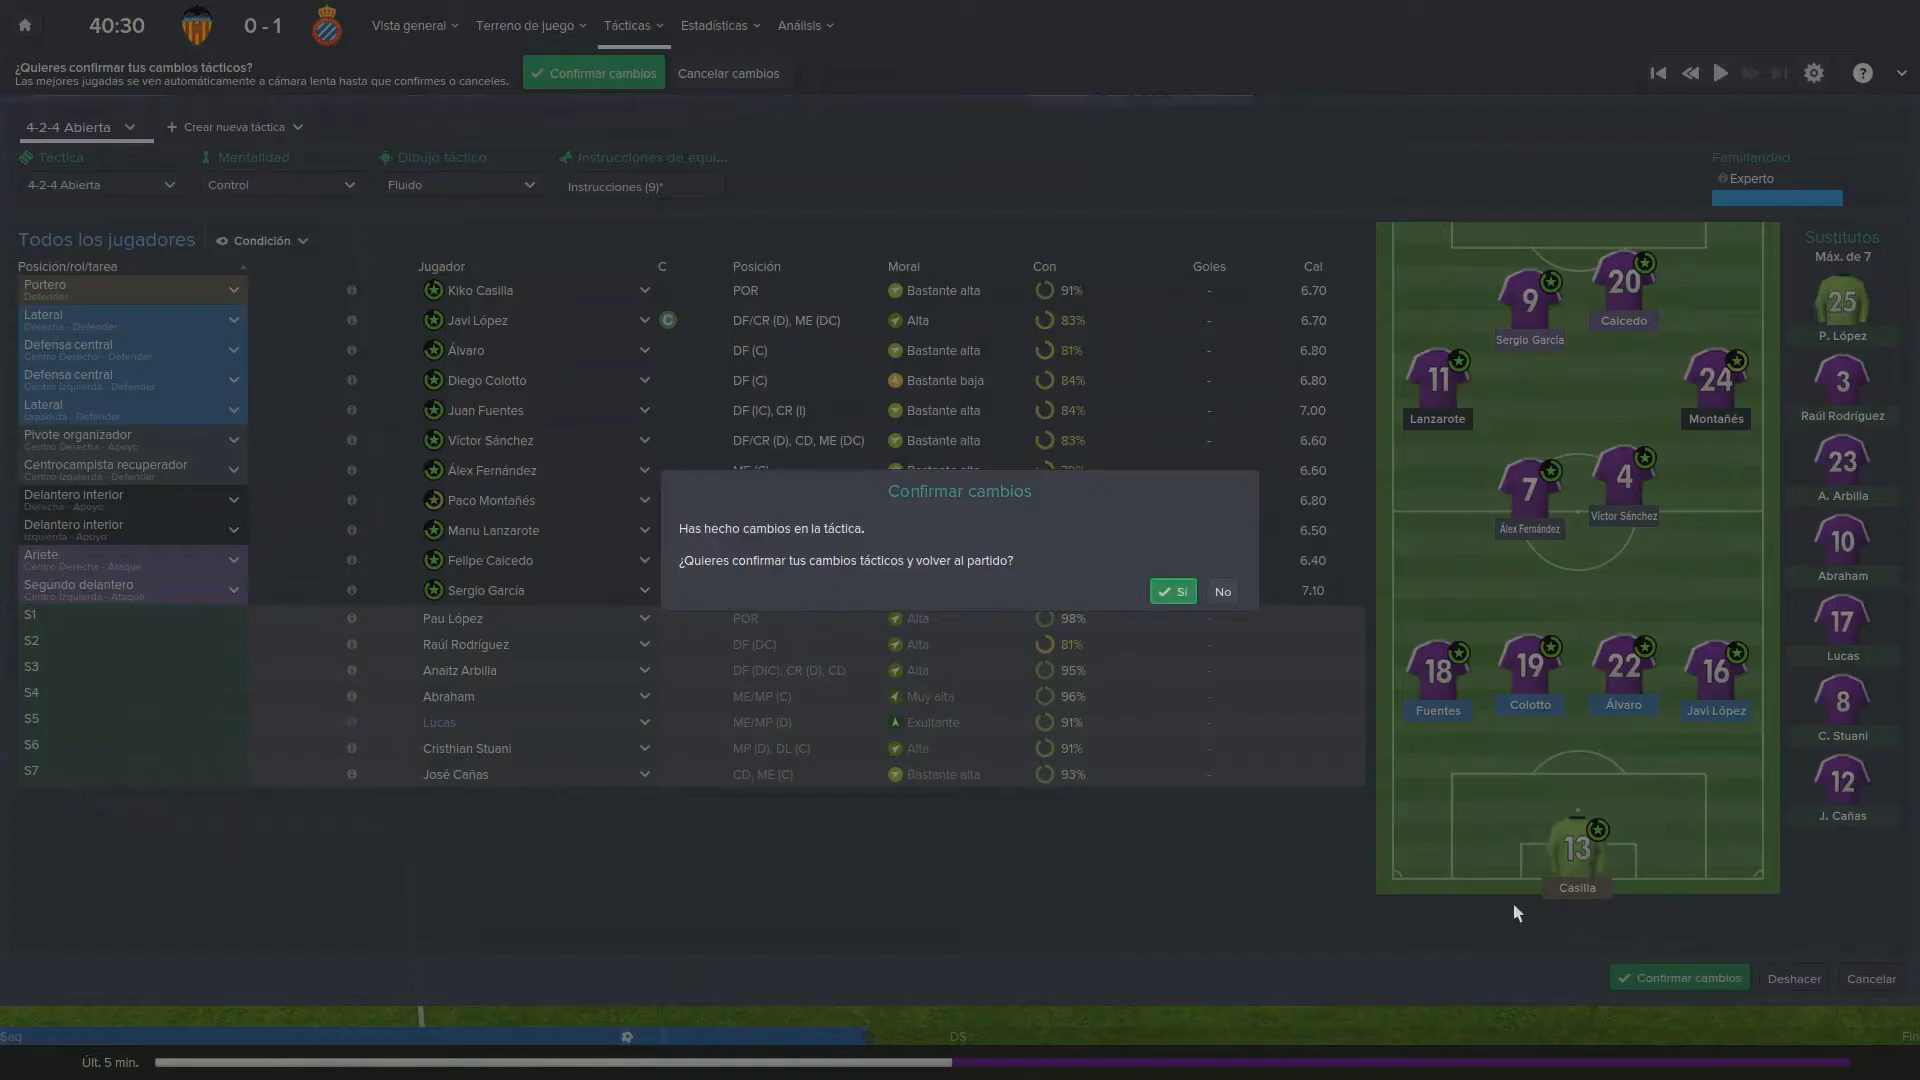 40:30
0 - 1
Vista general
Terreno de juego
Tácticas
Estadísticas
Análisis
¿Quieres confirmar tus cambios tácticos?
Las mejores jugadas se ven automáticamente a cámara lenta hasta que confirmes o canceles.
Confirmar cambios
Cancelar cambios
4-2-4 Abierta
Crear nueva táctica
Táctica
Mentalidad
Dibujo táctico
Instrucciones de equi...
4-2-4 Abierta
Control
Fluido
Instrucciones (9)*
Familiaridad
Experto
Todos los jugadores
Condición
Posición/rol/tarea Jugador C Posición Moral Con Goles Cal
Portero Kiko Casilla POR Bastante alta 91% - 6.70
Defender
Lateral Javi López C DF/CR (D), ME (DC) Alta 83% - 6.70
Derecha - Defender
Defensa central Álvaro DF (C) Bastante alta 81% - 6.80
Centro Derecha - Defender
Defensa central Diego Colotto DF (C) Bastante baja 84% - 6.80
Centro Izquierda - Defender
Lateral Juan Fuentes DF (IC), CR (I) Bastante alta 84% - 7.00
Izquierda - Defender
Pivote organizador Víctor Sánchez DF/CR (D), CD, ME (DC) Bastante alta 83% - 6.60
Centro Derecha - Apoyo
Centrocampista recuperador Álex Fernández 6.60
Centro Izquierda - Defender
Delantero interior Paco Montañés 6.80
Derecha - Apoyo
Delantero interior Manu Lanzarote 6.50
Izquierda - Apoyo
Ariete Felipe Caicedo 6.40
Centro Derecha - Ataque
Segundo delantero Sergio García 7.10
Centro Izquierda - Ataque
S1 Pau López POR Alta 98% -
S2 Raúl Rodríguez DF (DC) Alta 81% -
S3 Anaitz Arbilla DF (DIC), CR (D), CD Alta 95% -
S4 Abraham ME/MP (C) Muy alta 96% -
S5 Lucas ME/MP (D) Exultante 91% -
S6 Cristhian Stuani MP (D), DL (C) Alta 91% -
S7 José Cañas CD, ME (C) Bastante alta 93% -
Confirmar cambios
Has hecho cambios en la táctica.
¿Quieres confirmar tus cambios tácticos y volver al partido?
Sí
No
9
Sergio García
20
Caicedo
11
Lanzarote
24
Montañés
7
Álex Fernández
4
Víctor Sánchez
18
Fuentes
19
Colotto
22
Álvaro
16
Javi López
13
Casilla
Sustitutos
Máx. de 7
25
P. López
3
Raúl Rodríguez
23
A. Arbilla
10
Abraham
17
Lucas
8
C. Stuani
12
J. Cañas
Confirmar cambios
Deshacer
Cancelar
Saq
DS
Fin
Últ. 5 min.